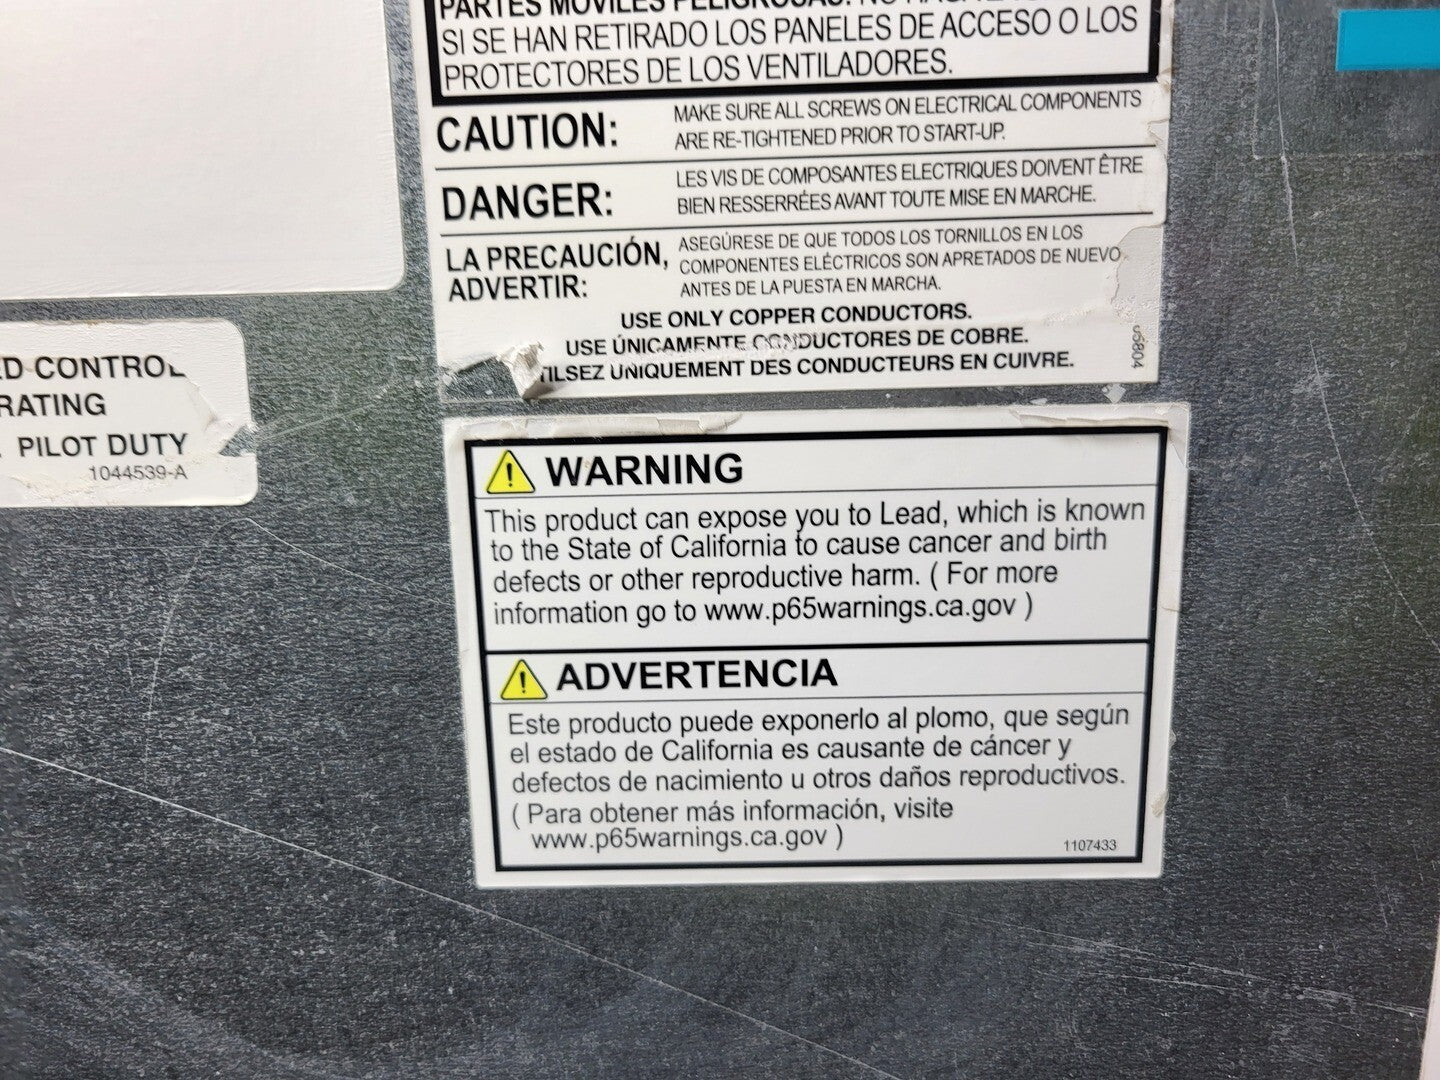 PARTES MÓVILES PELIGROSAS:
SI SE HAN RETIRADO LOS PANELES DE ACCESO O LOS
PROTECTORES DE LOS VENTILADORES.
CAUTION:
MAKE SURE ALL SCREWS ON ELECTRICAL COMPONENTS
ARE RE-TIGHTENED PRIOR TO START-UP.
DANGER:
LES VIS DE COMPOSANTES ELECTRIQUES DOIVENT ÊTRE
BIEN RESSERRÉES AVANT TOUTE MISE EN MARCHE.
LA PRECAUCIÓN,
ADVERTIR:
ASEGÚRESE DE QUE TODOS LOS TORNILLOS EN LOS
COMPONENTES ELÉCTRICOS SON APRETADOS DE NUEVO
ANTES DE LA PUESTA EN MARCHA.
USE ONLY COPPER CONDUCTORS.
USE ÚNICAMENTE CONDUCTORES DE COBRE.
TILSEZ UNIQUEMENT DES CONDUCTEURS EN CUIVRE.
ED CONTROL
RATING
PILOT DUTY
1044539-A
WARNING
This product can expose you to Lead, which is known
to the State of California to cause cancer and birth
defects or other reproductive harm. ( For more
information go to www.p65warnings.ca.gov )
ADVERTENCIA
Este producto puede exponerlo al plomo, que según
el estado de California es causante de cáncer y
defectos de nacimiento u otros daños reproductivos.
( Para obtener más información, visite
www.p65warnings.ca.gov )
1107433